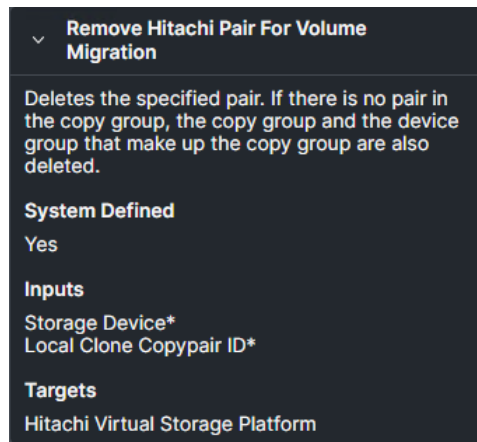 Remove Hitachi Pair For Volume
Migration
Deletes the specified pair. If there is no pair in
the copy group, the copy group and the device
group that make up the copy group are also
deleted.
System Defined
Yes
Inputs
Storage Device*
Local Clone Copypair ID*
Targets
Hitachi Virtual Storage Platform